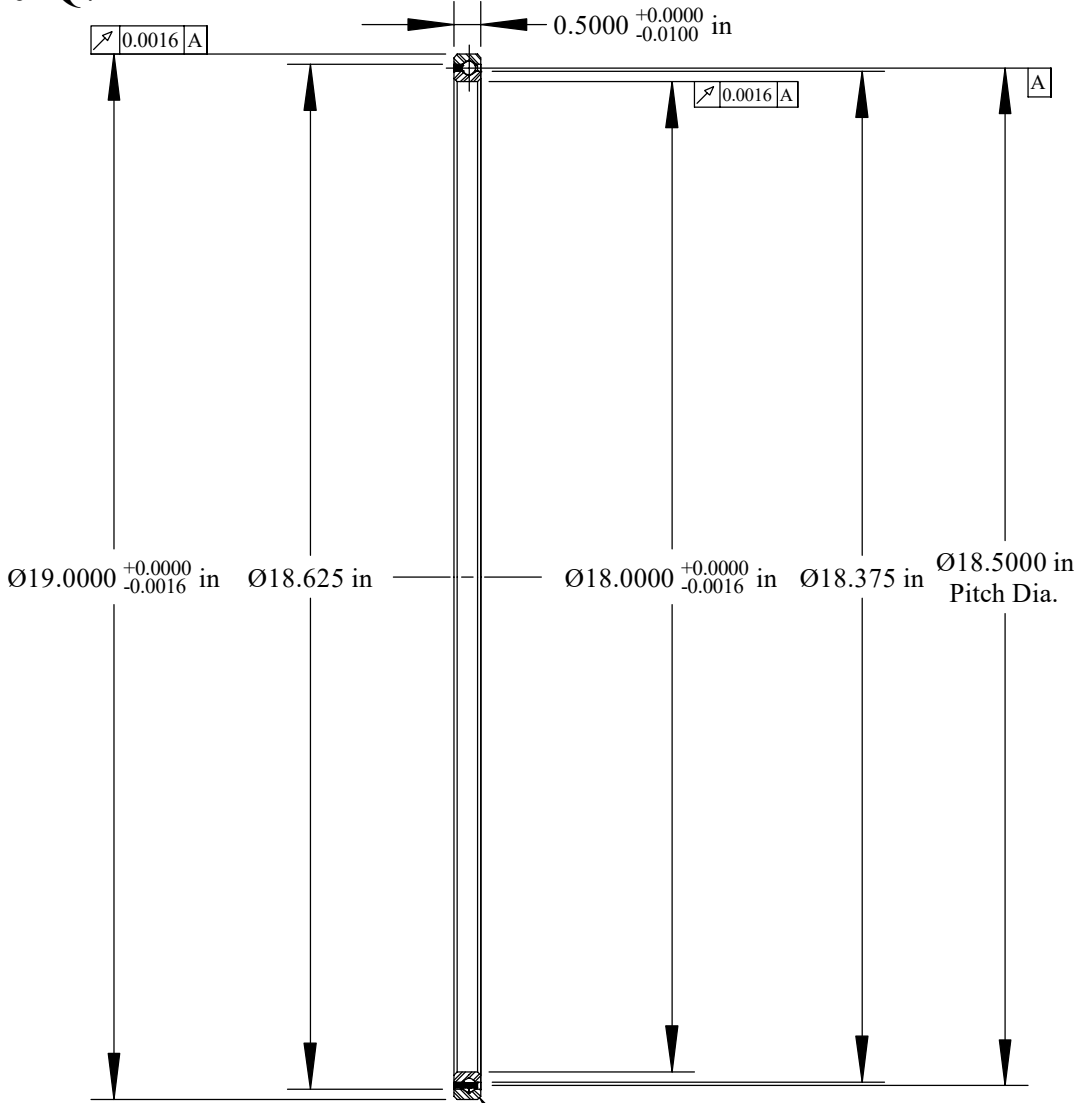 0.5000 +0.0000 -0.0100 in
0.0016 A
A
0.0016 A
Ø19.0000 +0.0000 -0.0016 in
Ø18.625 in
Ø18.0000 +0.0000 -0.0016 in
Ø18.375 in
Ø18.5000 in
Pitch Dia.